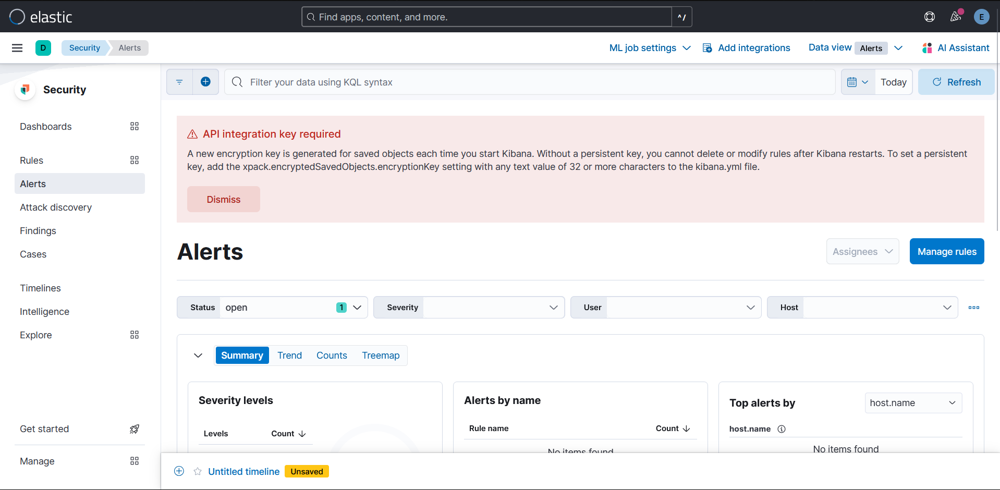 elastic
Find apps, content, and more.
^/
E
D
Security
Alerts
ML job settings
Add integrations
Data view Alerts
AI Assistant
Security
Dashboards
Rules
Alerts
Attack discovery
Findings
Cases
Timelines
Intelligence
Explore
Get started
Manage
Filter your data using KQL syntax
Today
Refresh
API integration key required
A new encryption key is generated for saved objects each time you start Kibana. Without a persistent key, you cannot delete or modify rules after Kibana restarts. To set a persistent
key, add the xpack.encryptedSavedObjects.encryptionKey setting with any text value of 32 or more characters to the kibana.yml file.
Dismiss
Alerts
Assignees
Manage rules
Status open 1
Severity
User
Host
Summary
Trend
Counts
Treemap
Severity levels
Levels
Count
Alerts by name
Rule name
Count
No items found
Top alerts by
host.name
host.name
No items found
Untitled timeline
Unsaved